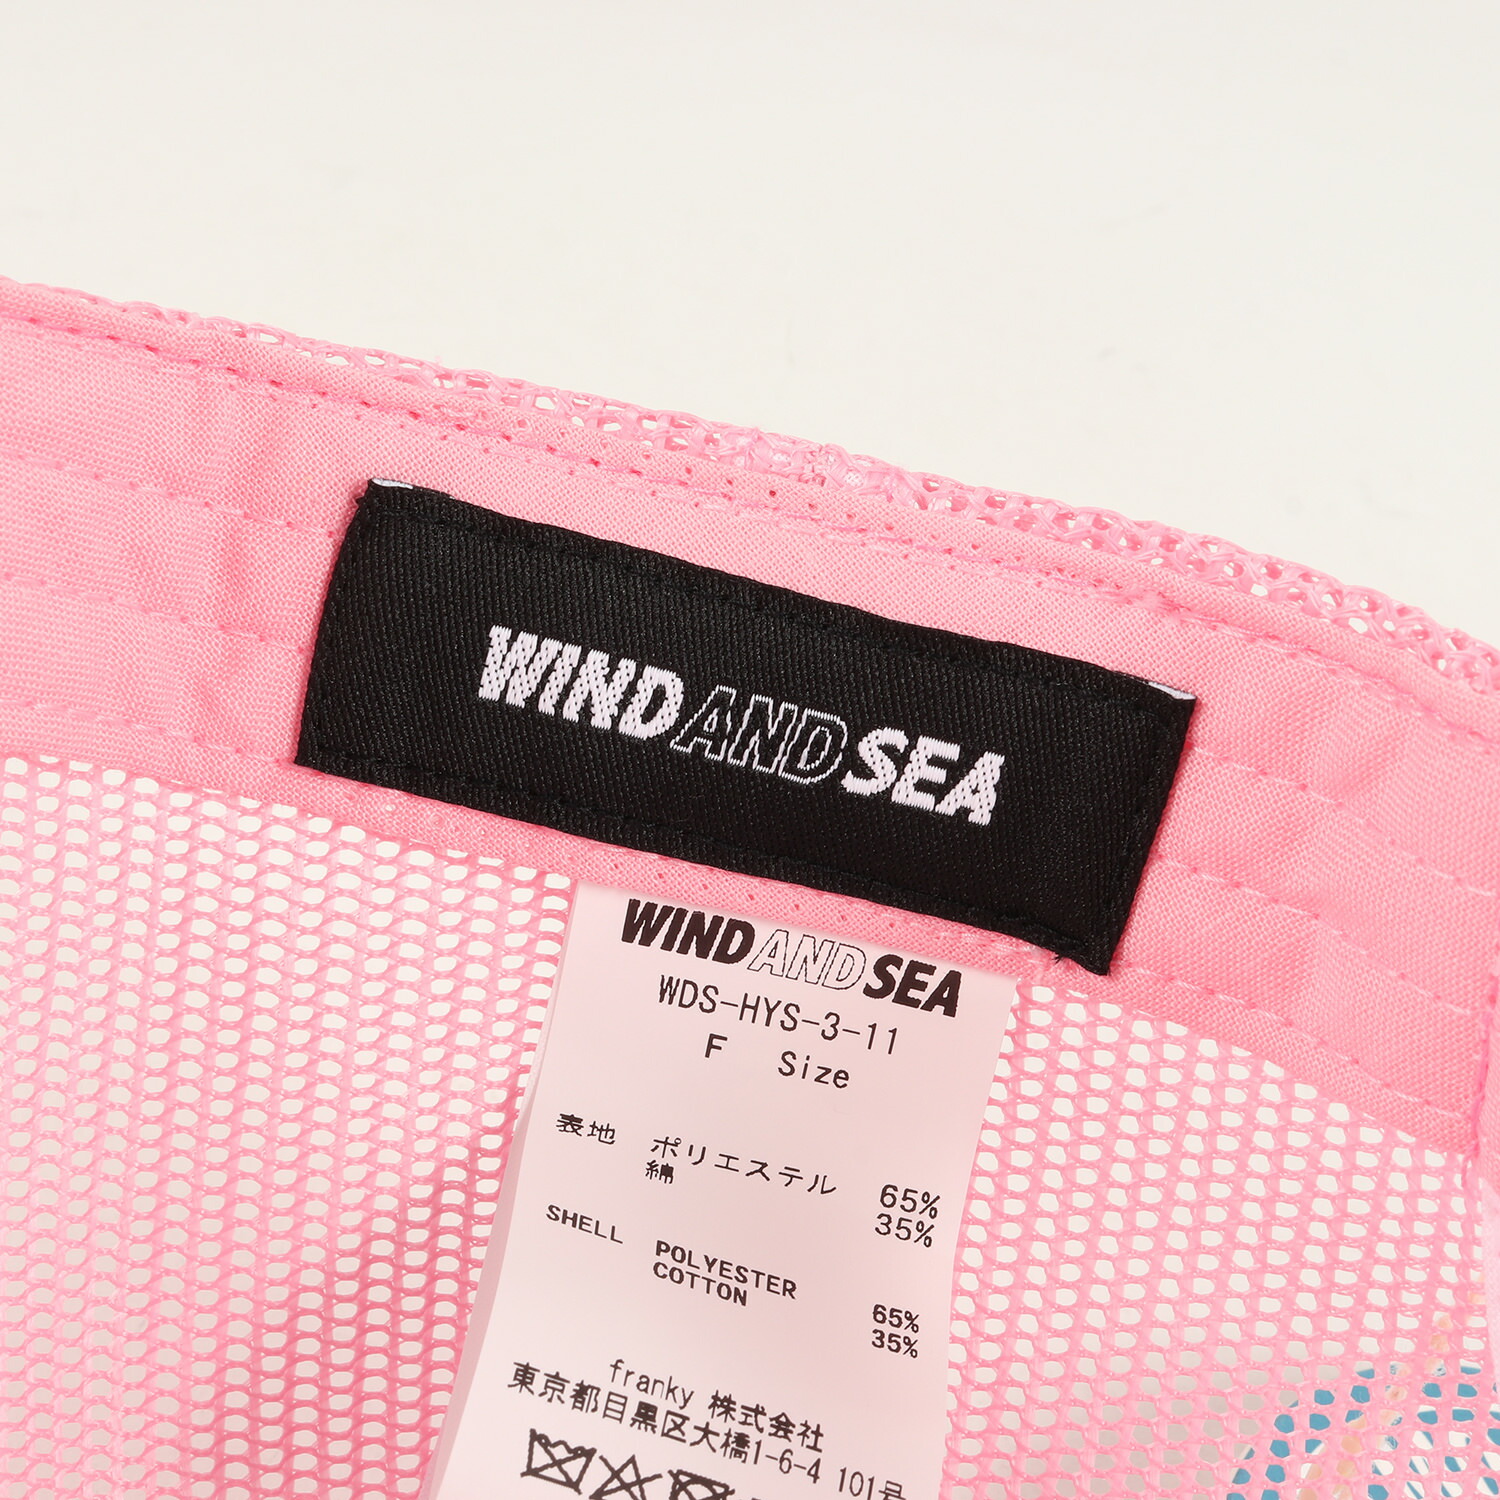 WIND AND SEA
WIND AND SEA
WDS-HYS-3-11
F Size
表地 ポリエステル 65%
綿 35%
SHELL POLYESTER 65%
COTTON 35%
franky 株式会社
東京都目黒区大橋1-6-4 101号